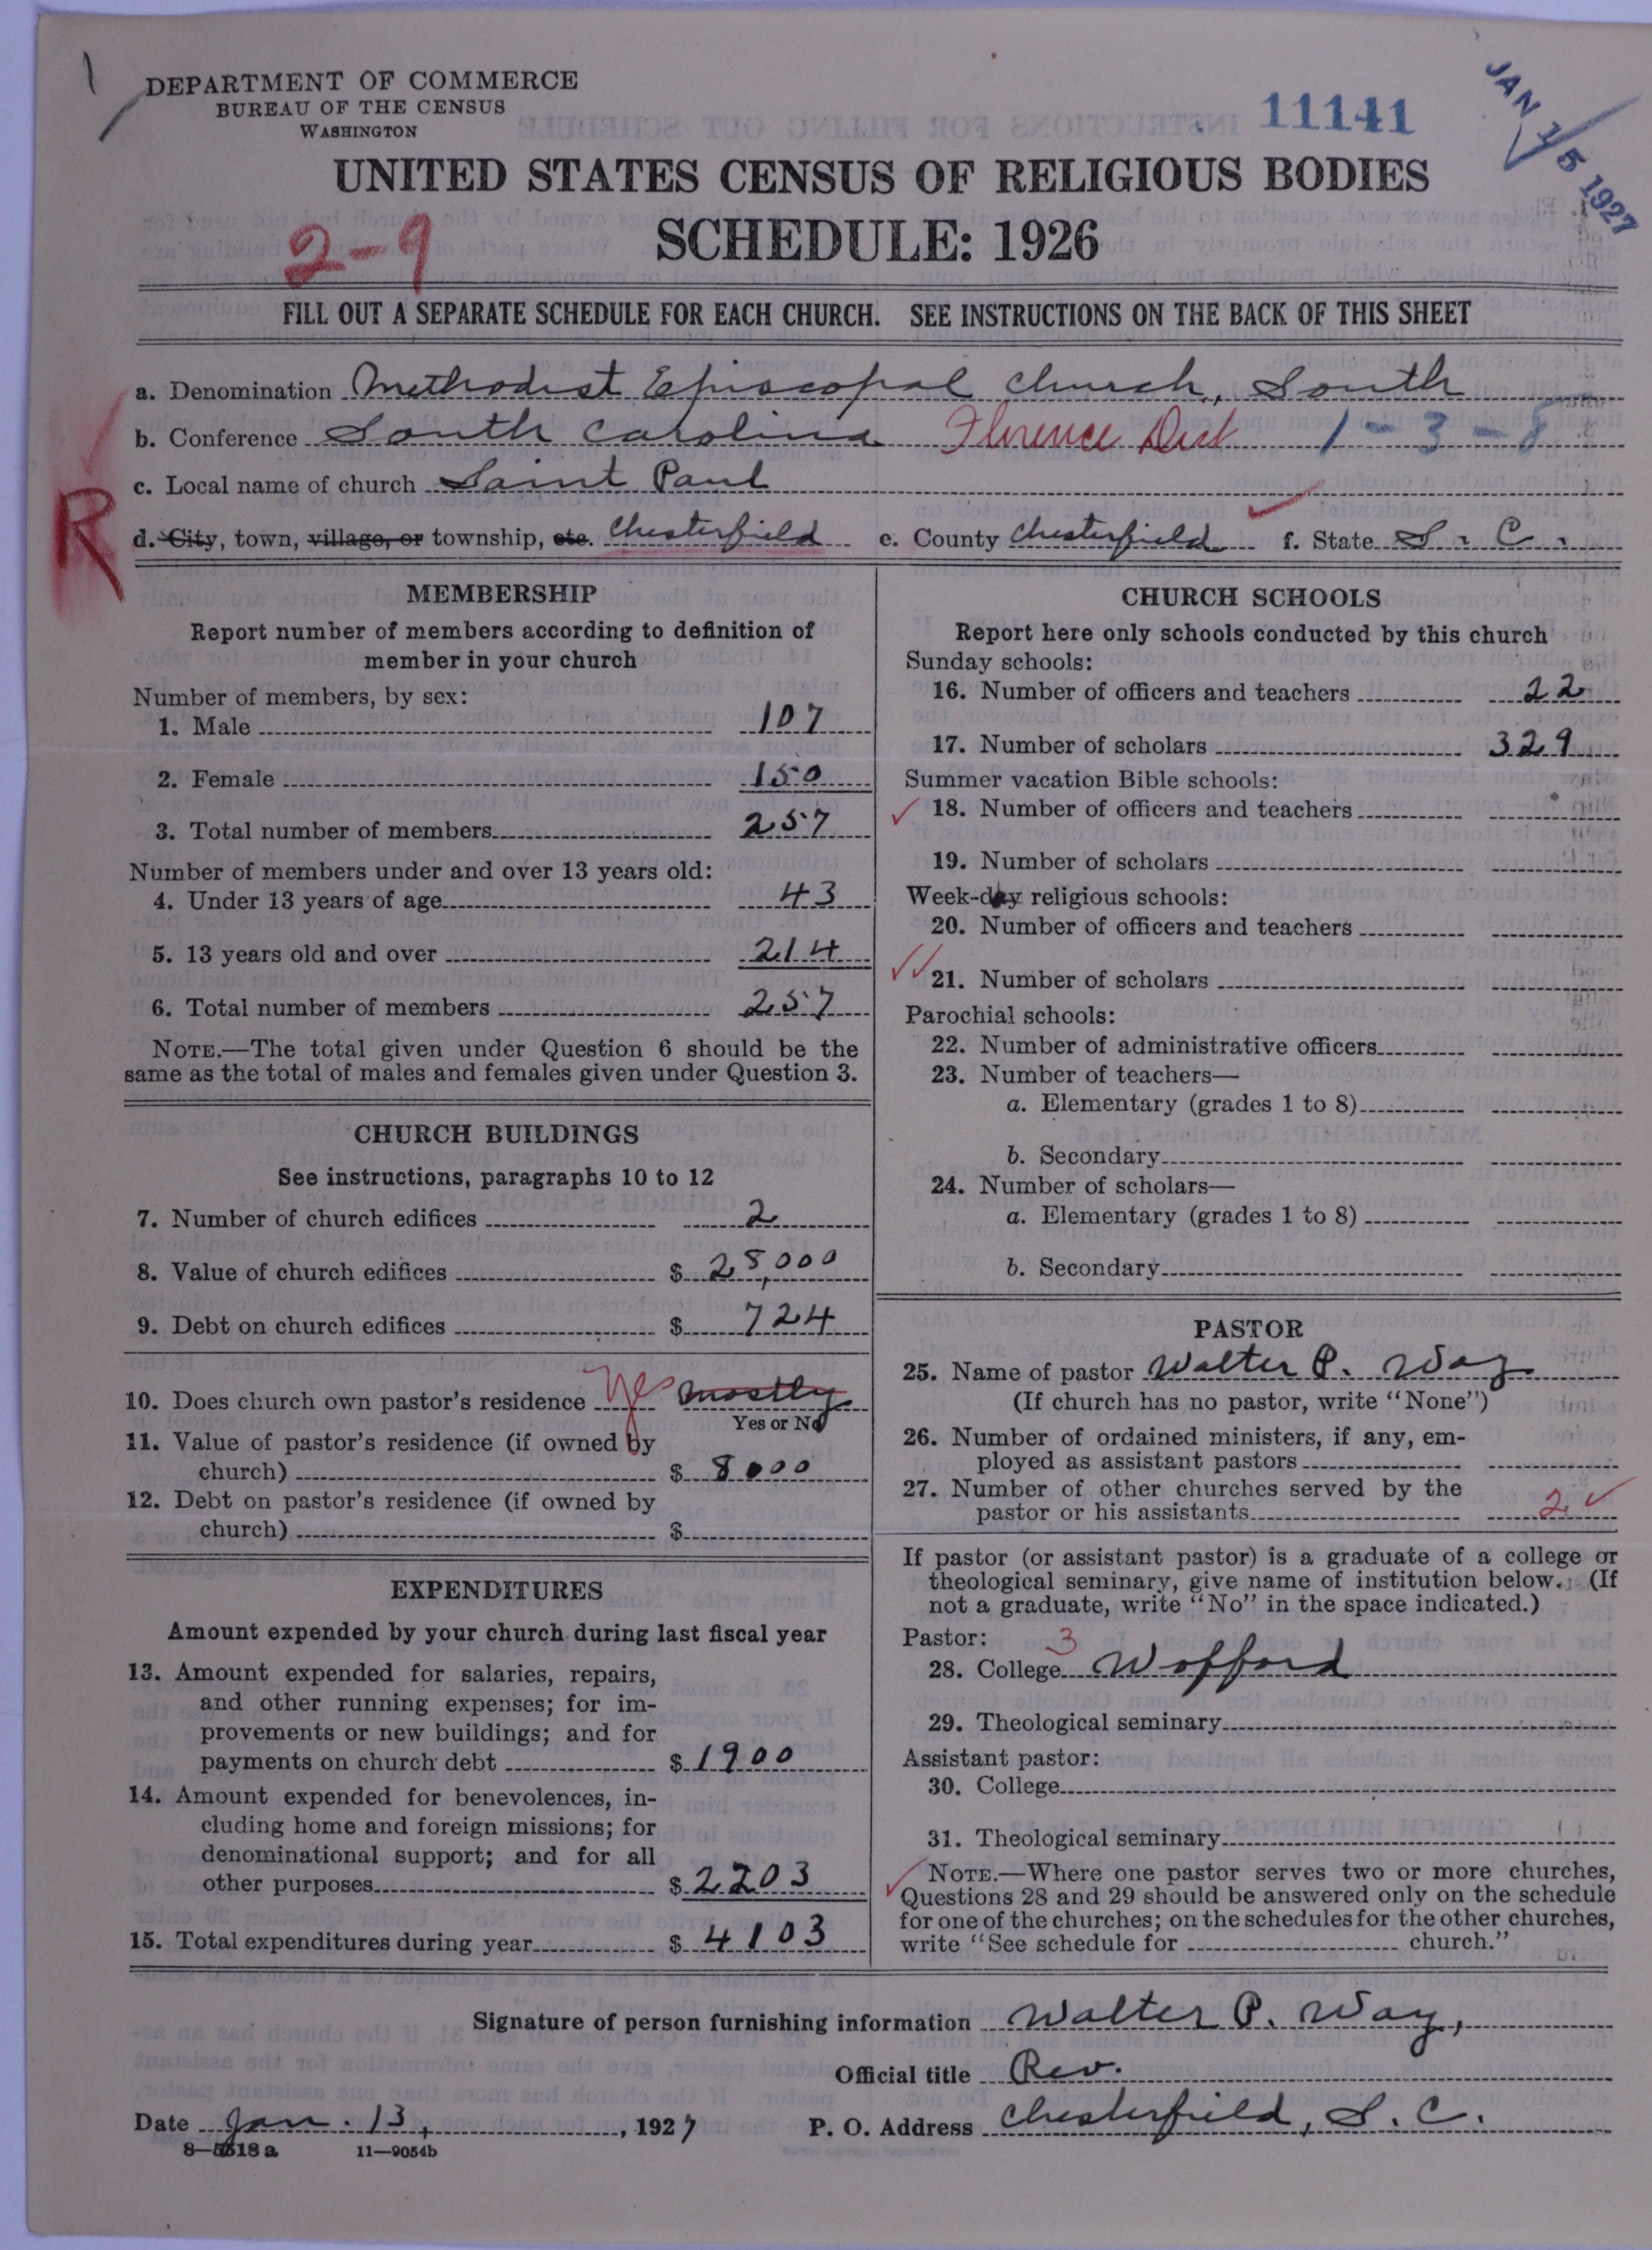 DEPARTMENT OF COMMERCE
BUREAU OF THE CENSUS
WASHINGTON
11141
JAN 15 1927
UNITED STATES CENSUS OF RELIGIOUS BODIES
2-9
SCHEDULE: 1926
FILL OUT A SEPARATE SCHEDULE FOR EACH CHURCH. SEE INSTRUCTIONS ON THE BACK OF THIS SHEET
a. Denomination Methodist Episcopal Church, South
b. Conference South Carolina Florence Dist 1-3-8
c. Local name of church Saint Paul
R
d. City, town, village, or township, etc. Chesterfield e. County Chesterfield f. State S. C.
MEMBERSHIP
Report number of members according to definition of
member in your church
Number of members, by sex:
1. Male 107
2. Female 150
3. Total number of members 257
Number of members under and over 13 years old:
4. Under 13 years of age 43
5. 13 years old and over 214
6. Total number of members 257
NOTE.—The total given under Question 6 should be the
same as the total of males and females given under Question 3.
CHURCH BUILDINGS
See instructions, paragraphs 10 to 12
7. Number of church edifices 2
8. Value of church edifices $ 28,000
9. Debt on church edifices $ 724
10. Does church own pastor's residence yes mostly
Yes or No
11. Value of pastor's residence (if owned by
church) $ 8000
12. Debt on pastor's residence (if owned by
church) $
EXPENDITURES
Amount expended by your church during last fiscal year
13. Amount expended for salaries, repairs,
and other running expenses; for im-
provements or new buildings; and for
payments on church debt $ 1900
14. Amount expended for benevolences, in-
cluding home and foreign missions; for
denominational support; and for all
other purposes $ 2203
15. Total expenditures during year $ 4103
CHURCH SCHOOLS
Report here only schools conducted by this church
Sunday schools:
16. Number of officers and teachers 22
17. Number of scholars 329
Summer vacation Bible schools:
18. Number of officers and teachers
19. Number of scholars
Week-day religious schools:
20. Number of officers and teachers
21. Number of scholars
Parochial schools:
22. Number of administrative officers
23. Number of teachers—
a. Elementary (grades 1 to 8)
b. Secondary
24. Number of scholars—
a. Elementary (grades 1 to 8)
b. Secondary
PASTOR
25. Name of pastor Walter P. Way
(If church has no pastor, write "None")
26. Number of ordained ministers, if any, em-
ployed as assistant pastors
27. Number of other churches served by the
pastor or his assistants 2
If pastor (or assistant pastor) is a graduate of a college or
theological seminary, give name of institution below. (If
not a graduate, write "No" in the space indicated.)
Pastor: 3
28. College Wofford
29. Theological seminary
Assistant pastor:
30. College
31. Theological seminary
NOTE.—Where one pastor serves two or more churches,
Questions 28 and 29 should be answered only on the schedule
for one of the churches; on the schedules for the other churches,
write "See schedule for church."
Signature of person furnishing information Walter P. Way,
Official title Rev.
Date Jan. 13, 1927 P. O. Address Chesterfield, S. C.
8—5518 a 11—9054b